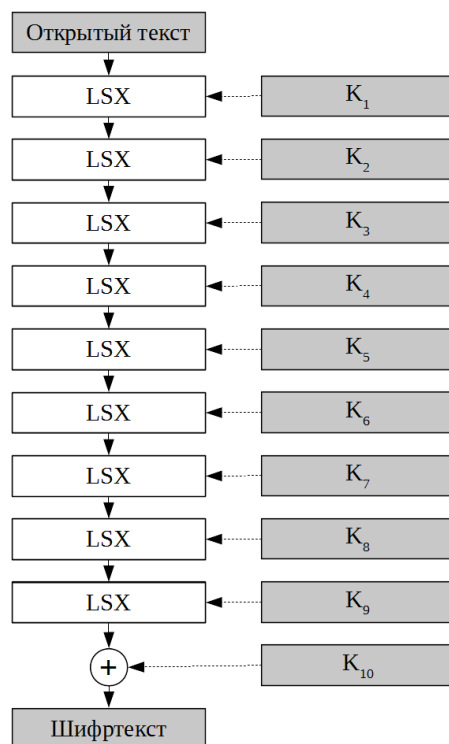 Открытый текст
LSX K₁
LSX K₂
LSX K₃
LSX K₄
LSX K₅
LSX K₆
LSX K₇
LSX K₈
LSX K₉
+ K₁₀
Шифртекст